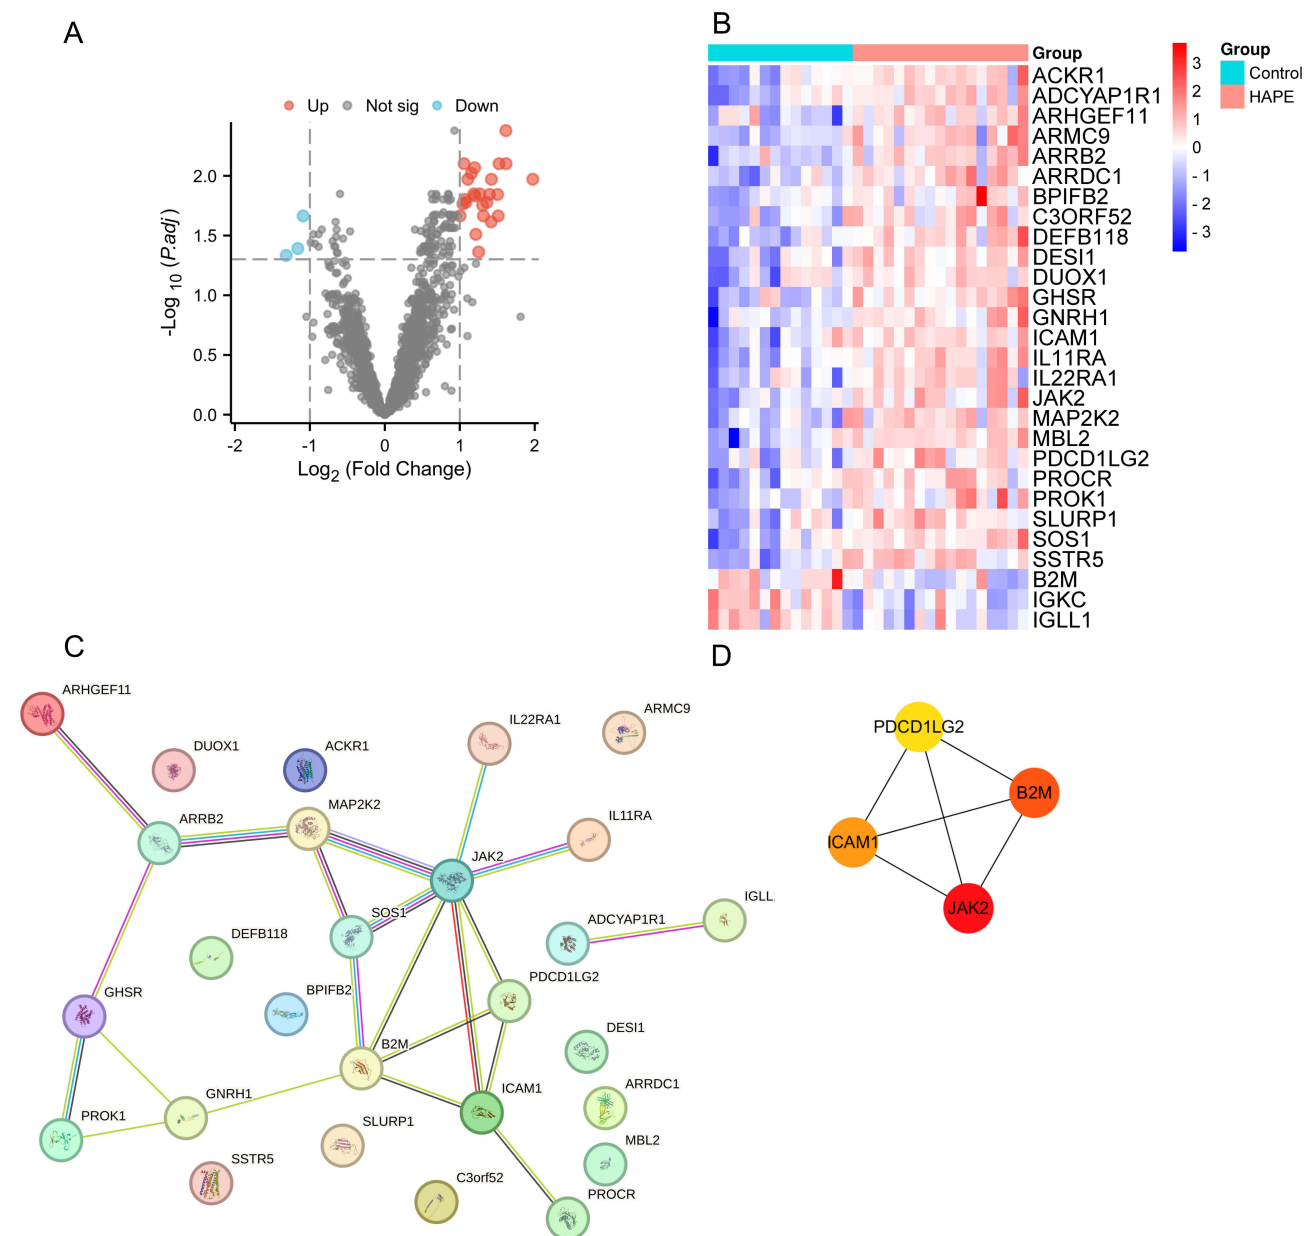 A
Up Not sig Down
2.0
1.5
1.0
0.5
0.0
-Log 10 (P.adj)
-2 -1 0 1 2
Log2 (Fold Change)
B
Group
ACKR1
ADCYAP1R1
ARHGEF11
ARMC9
ARRB2
ARRDC1
BPIFB2
C3ORF52
DEFB118
DESI1
DUOX1
GHSR
GNRH1
ICAM1
IL11RA
IL22RA1
JAK2
MAP2K2
MBL2
PDCD1LG2
PROCR
PROK1
SLURP1
SOS1
SSTR5
B2M
IGKC
IGLL1
3
2
1
0
- 1
- 2
- 3
Group
Control
HAPE
C
ARHGEF11
DUOX1
ACKR1
IL22RA1
ARMC9
ARRB2
MAP2K2
IL11RA
JAK2
SOS1
ADCYAP1R1
IGLL
DEFB118
PDCD1LG2
GHSR
BPIFB2
DESI1
B2M
GNRH1
ICAM1
ARRDC1
PROK1
SLURP1
MBL2
SSTR5
C3orf52
PROCR
D
PDCD1LG2
B2M
ICAM1
JAK2